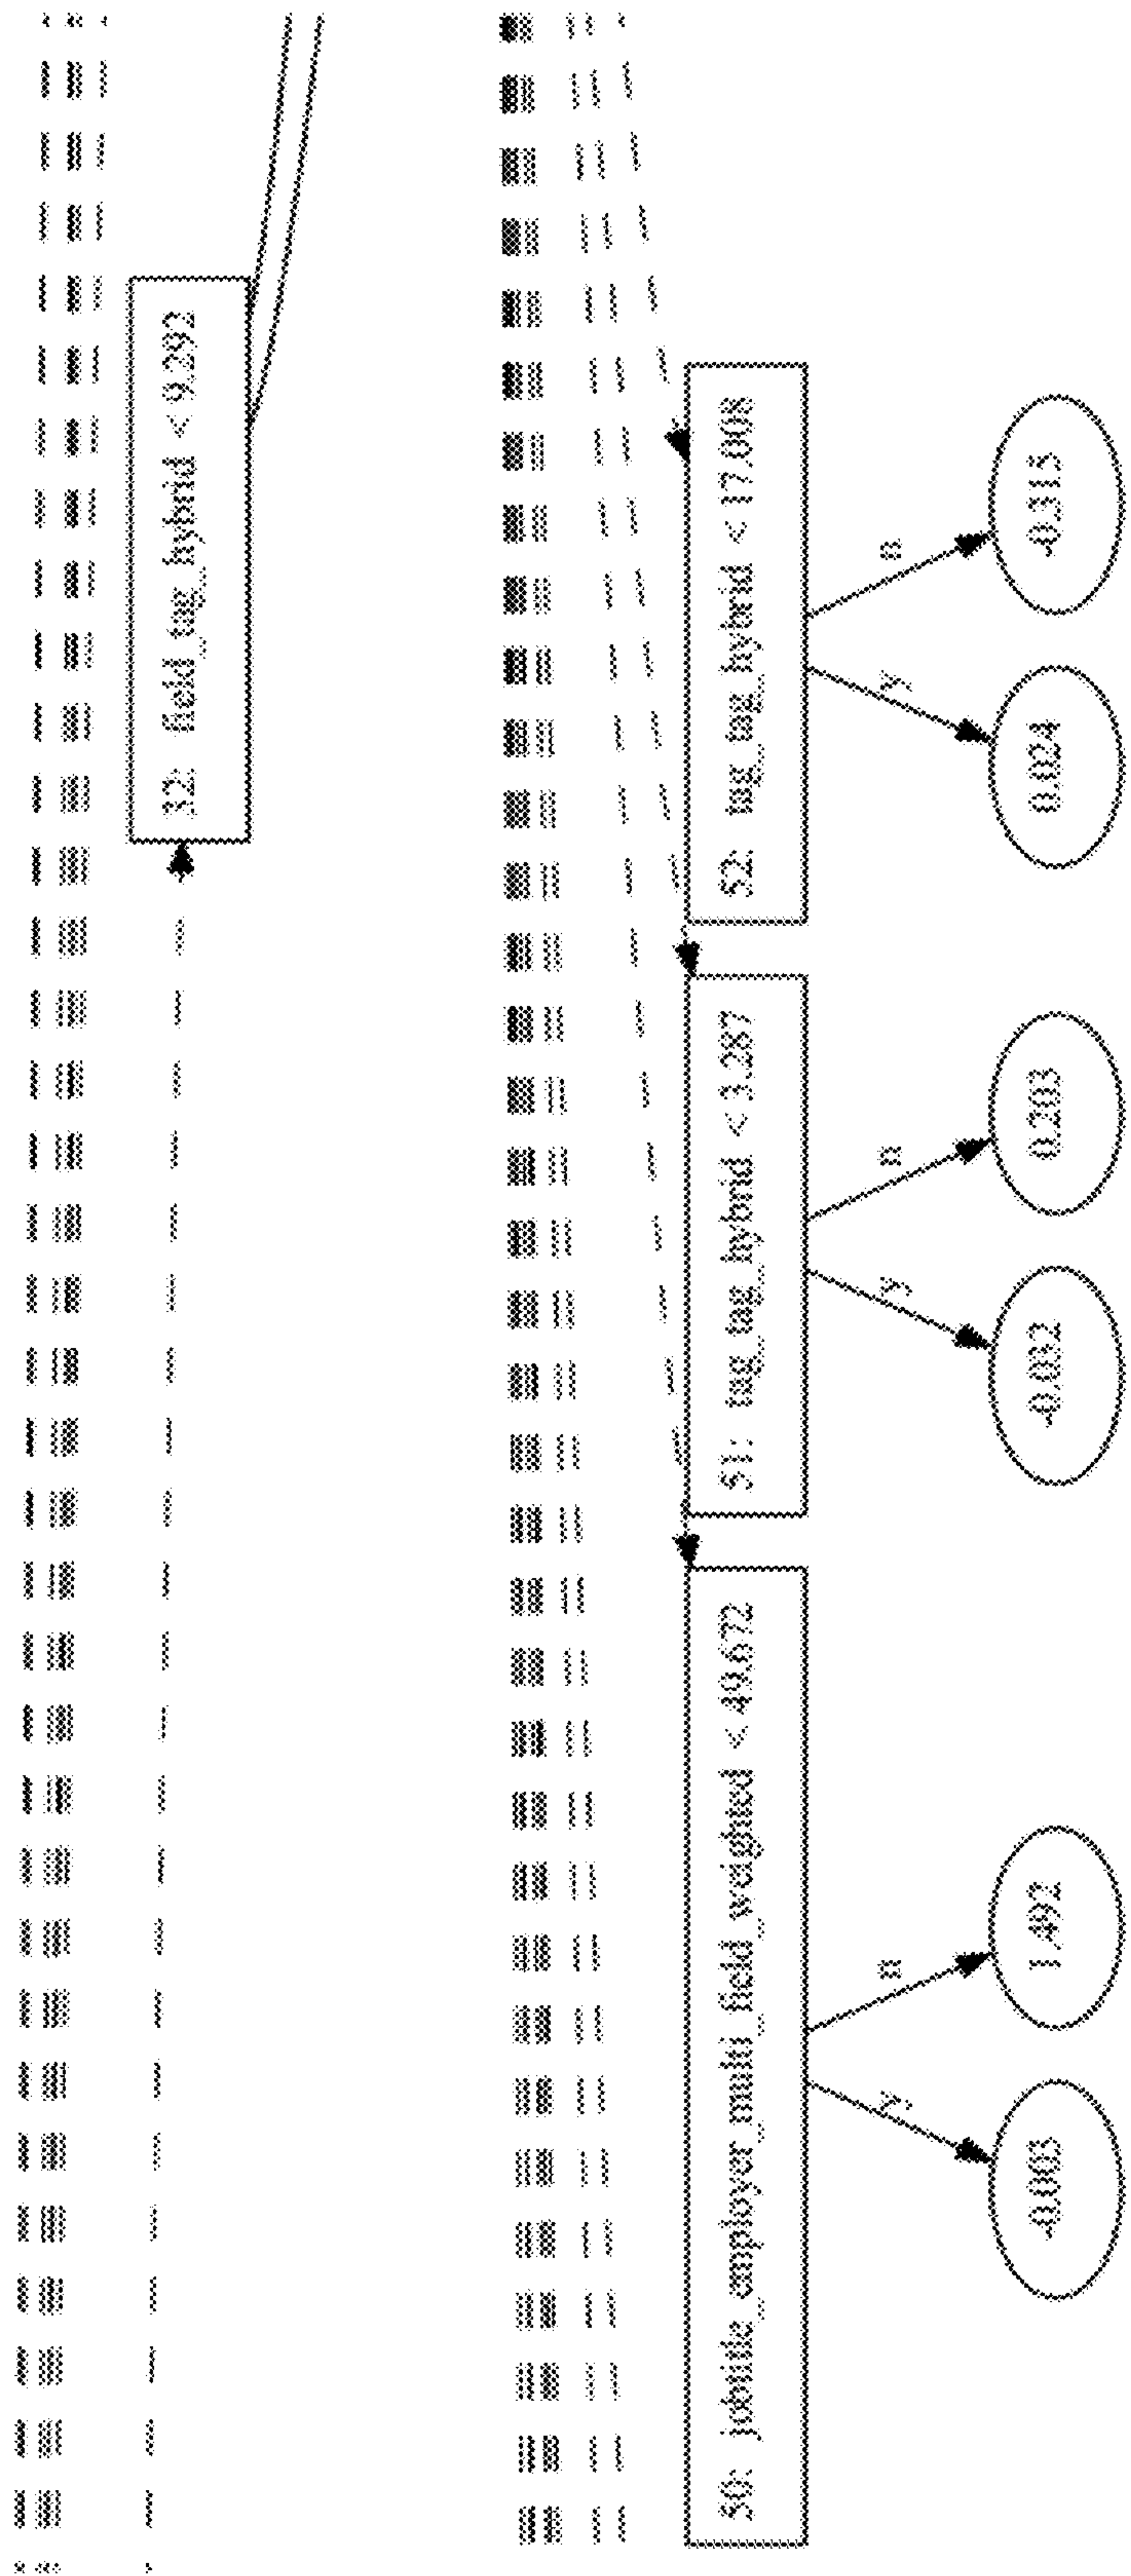 32: field_tag_hybrid < 9.292
50: jobtitle_employer_multi_field_weighted < 49.672
51: tag_tag_hybrid < 3.287
52: tag_tag_hybrid < 17.008
y
n
y
n
y
n
-0.003
1.492
-0.032
0.203
0.024
-0.315